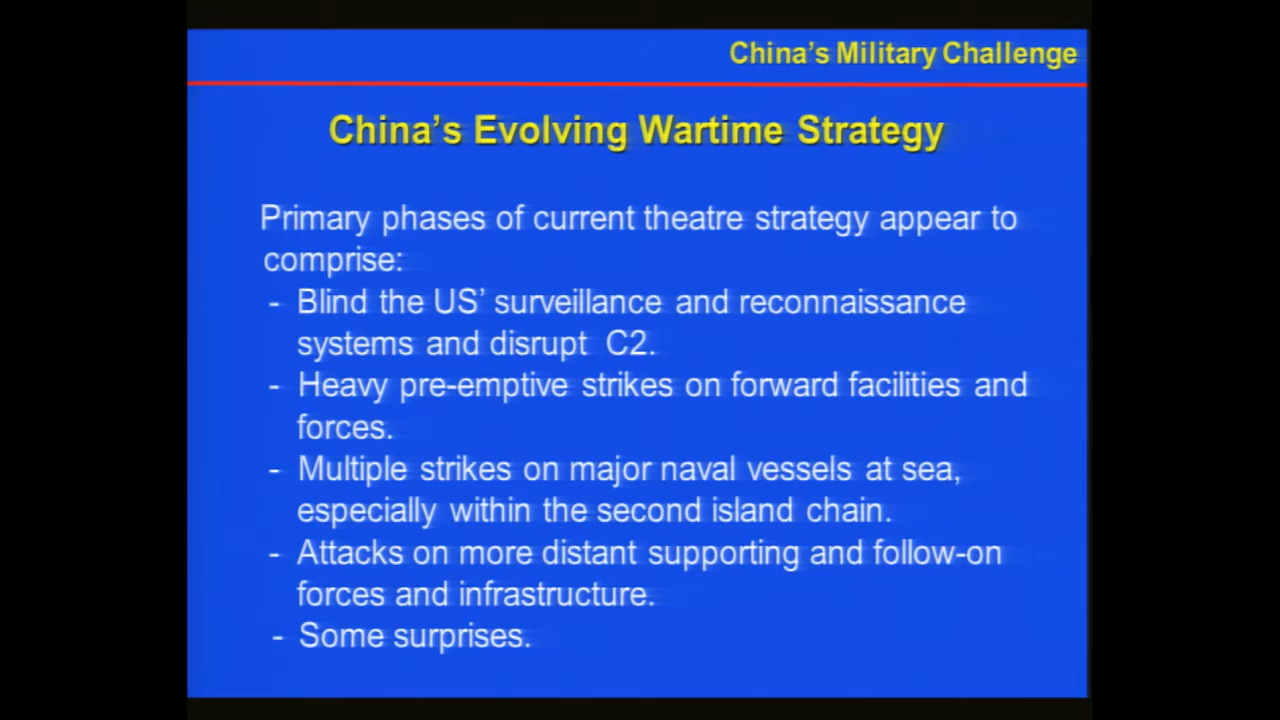 China's Military Challenge
China's Evolving Wartime Strategy
Primary phases of current theatre strategy appear to
comprise:
- Blind the US' surveillance and reconnaissance
systems and disrupt C2.
- Heavy pre-emptive strikes on forward facilities and
forces.
- Multiple strikes on major naval vessels at sea,
especially within the second island chain.
- Attacks on more distant supporting and follow-on
forces and infrastructure.
- Some surprises.